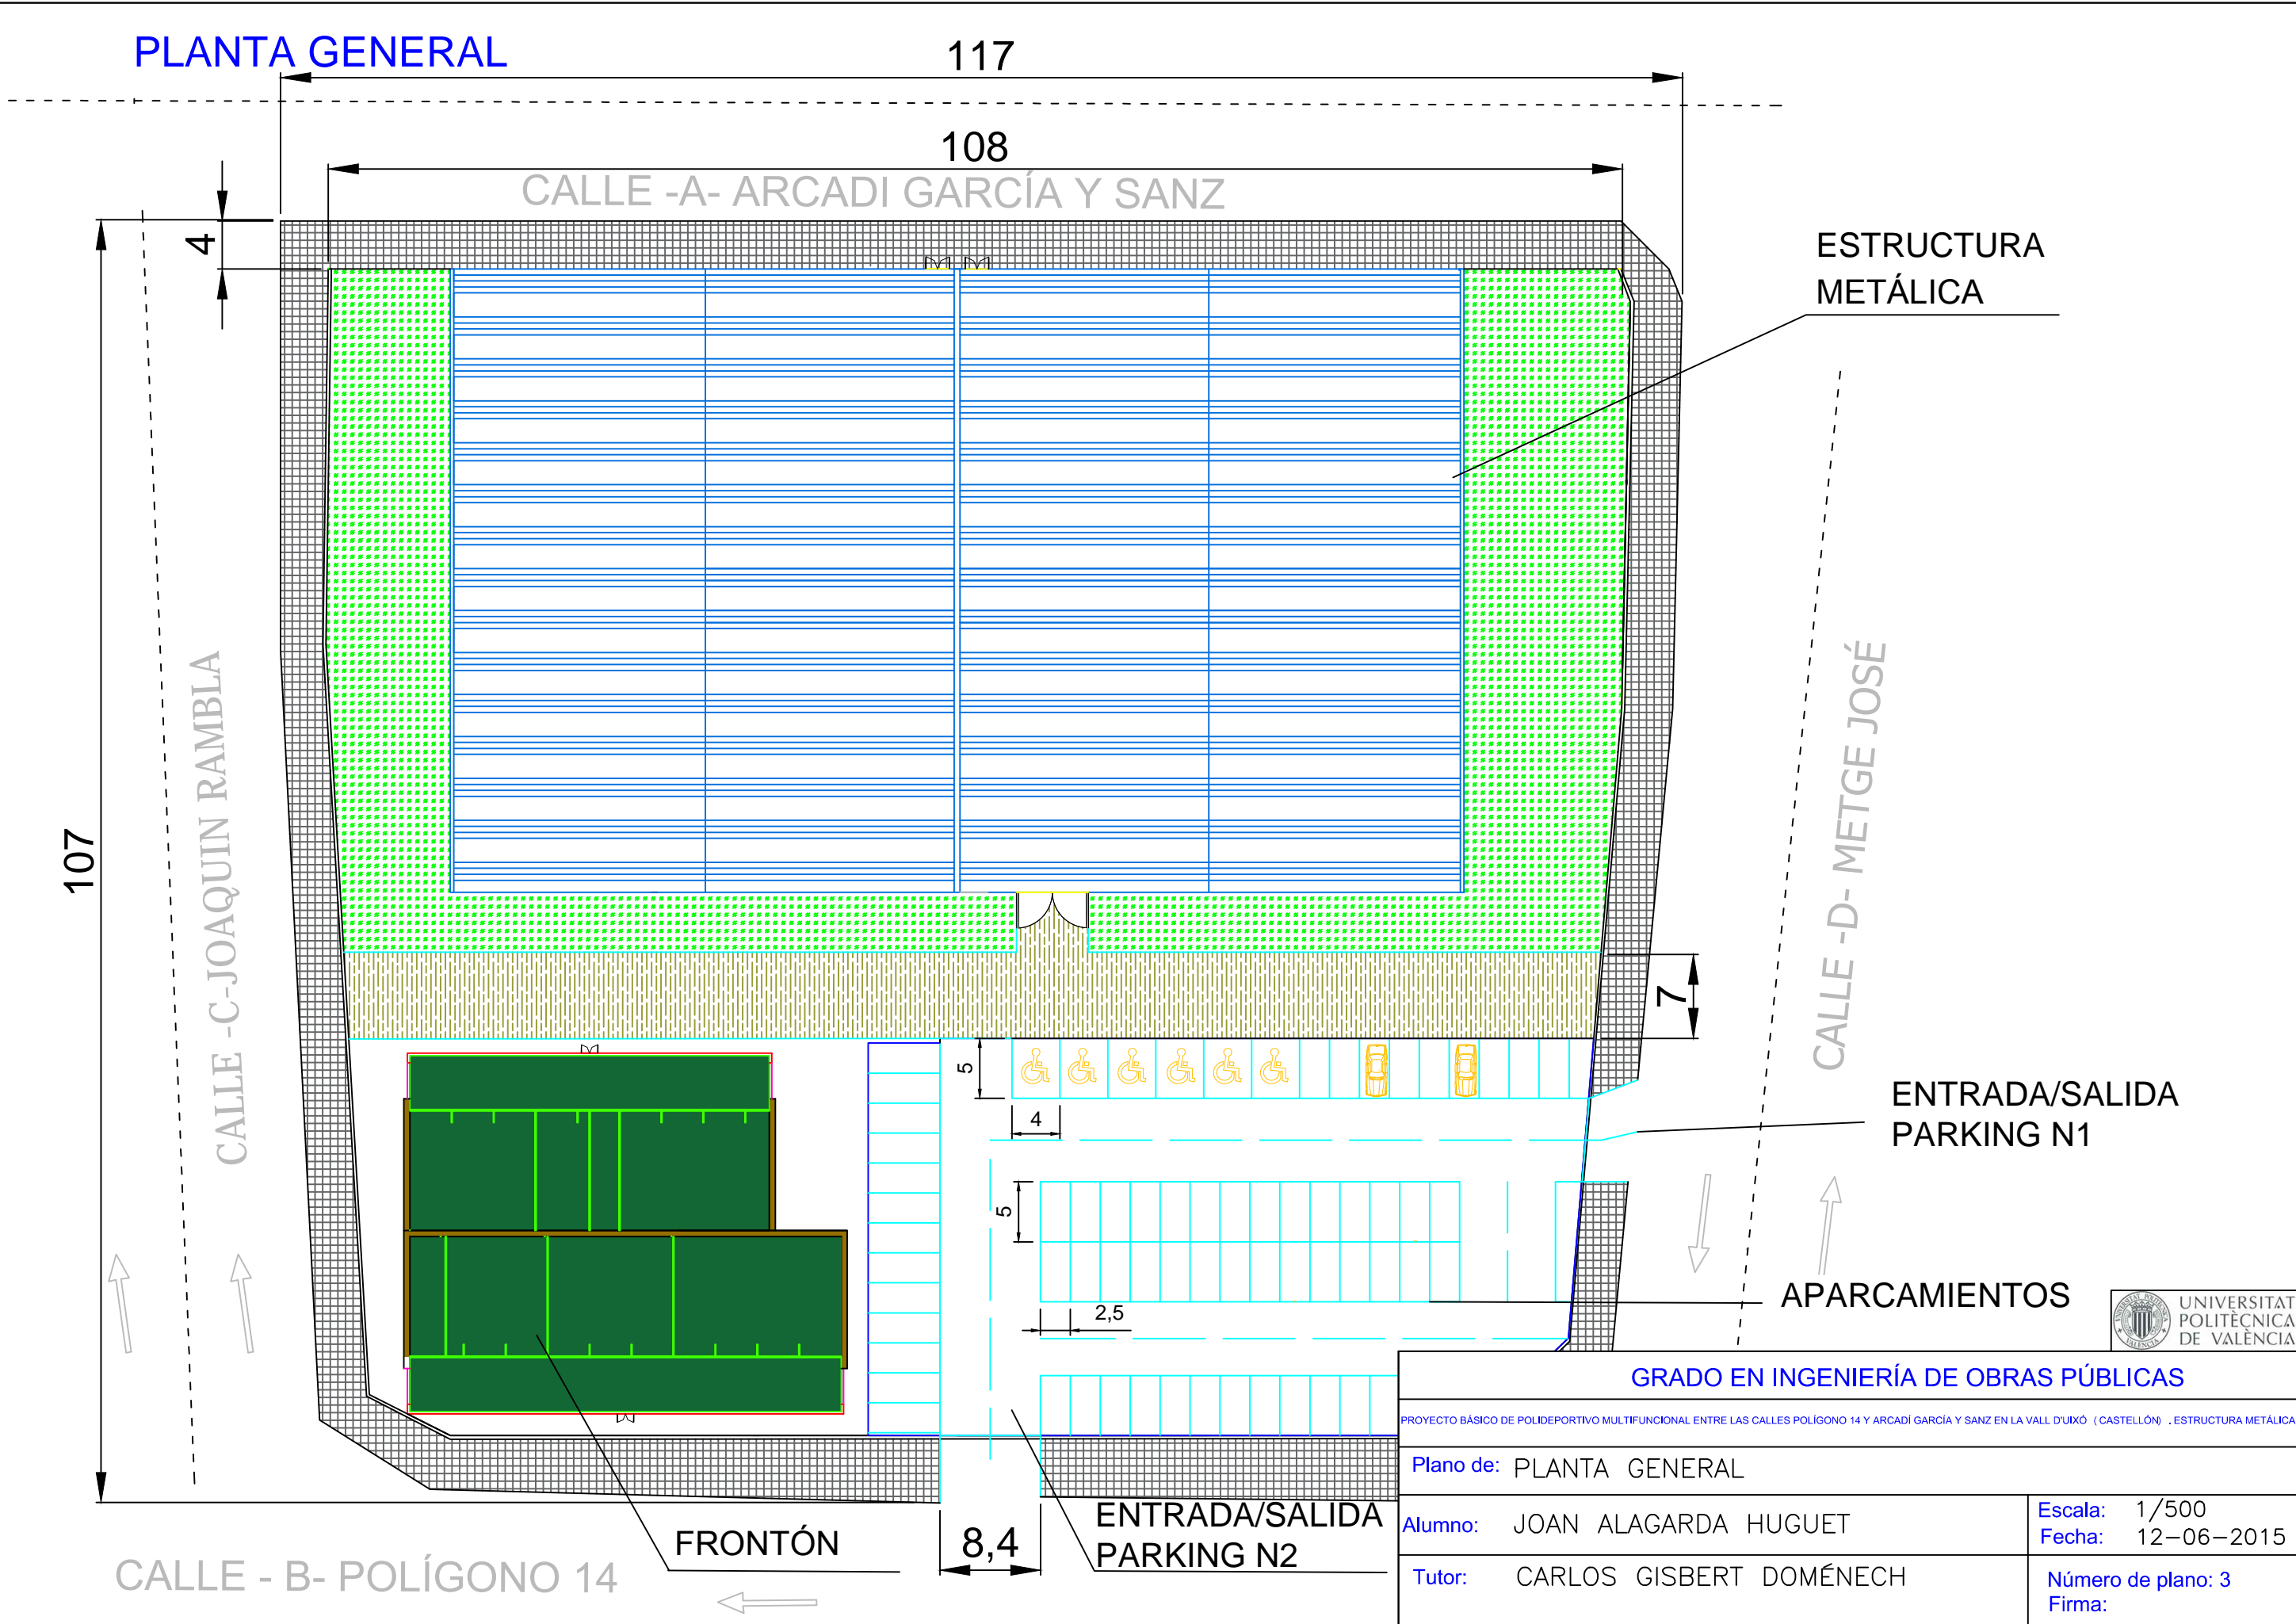 PLANTA GENERAL
117
108
CALLE -A- ARCADI GARCÍA Y SANZ
4
ESTRUCTURA
METÁLICA
107
CALLE -C-JOAQUIN RAMBLA
CALLE -D- METGE JOSÉ
7
5
4
ENTRADA/SALIDA
PARKING N1
5
2,5
APARCAMIENTOS
UNIVERSITAT
POLITÈCNICA
DE VALÈNCIA
GRADO EN INGENIERÍA DE OBRAS PÚBLICAS
PROYECTO BÁSICO DE POLIDEPORTIVO MULTIFUNCIONAL ENTRE LAS CALLES POLÍGONO 14 Y ARCADÍ GARCÍA Y SANZ EN LA VALL D'UIXÓ (CASTELLÓN) . ESTRUCTURA METÁLICA
Plano de: PLANTA GENERAL
Alumno: JOAN ALAGARDA HUGUET
Escala: 1/500
Fecha: 12-06-2015
Tutor: CARLOS GISBERT DOMÉNECH
Número de plano: 3
Firma:
ENTRADA/SALIDA
PARKING N2
8,4
FRONTÓN
CALLE - B- POLÍGONO 14